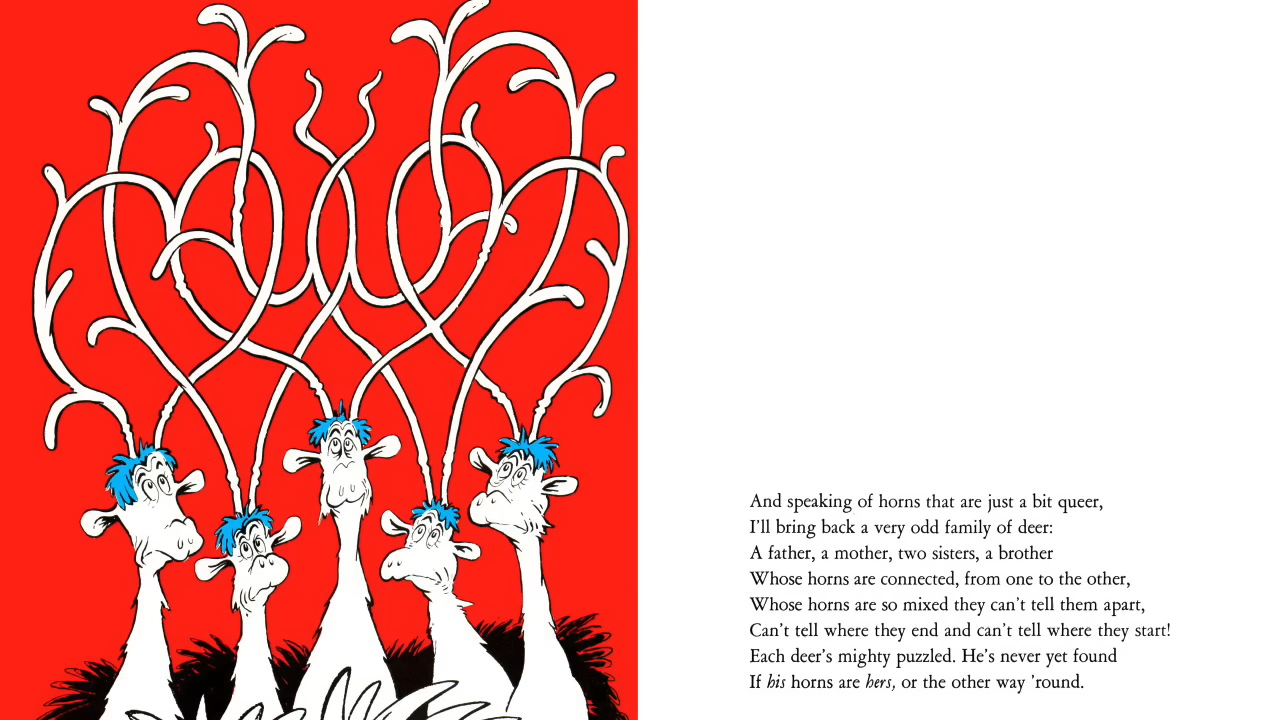 And speaking of horns that are just a bit queer,
I'll bring back a very odd family of deer:
A father, a mother, two sisters, a brother
Whose horns are connected, from one to the other,
Whose horns are so mixed they can't tell them apart,
Can't tell where they end and can't tell where they start!
Each deer's mighty puzzled. He's never yet found
If his horns are hers, or the other way 'round.